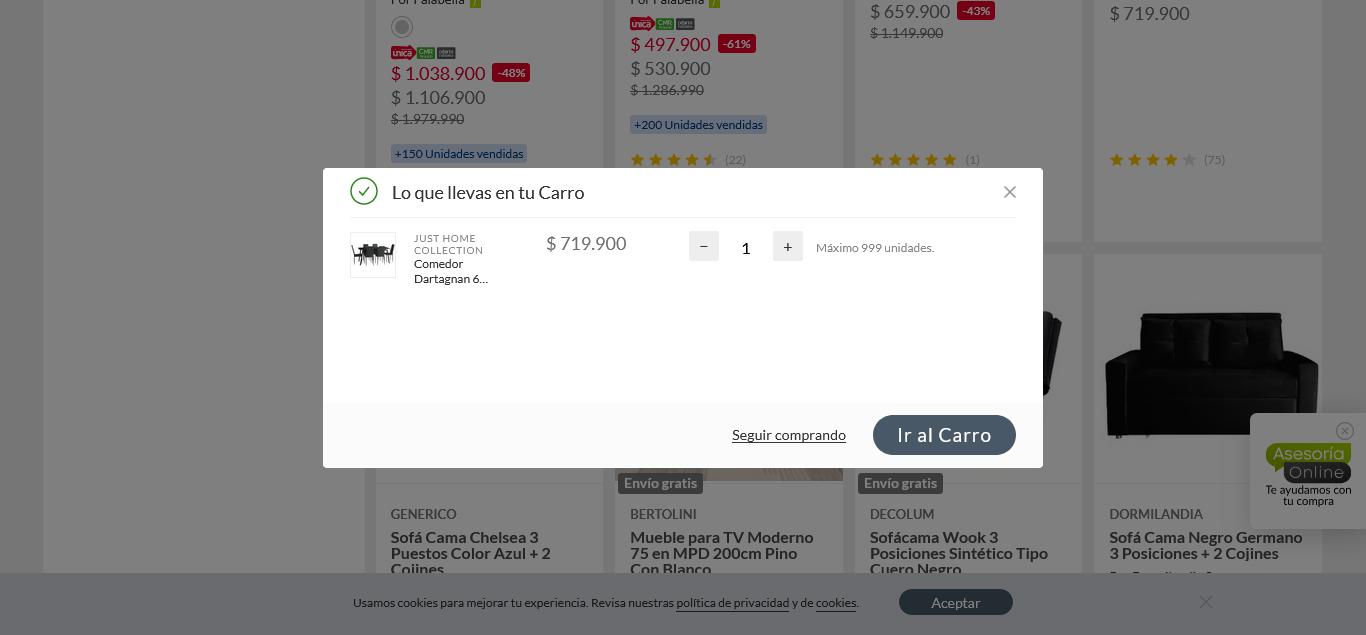 Por Falabella
unica CMR
$ 1.038.900 -48%
$ 1.106.900
$ 1.979.990
+150 Unidades vendidas
Por Falabella
unica CMR
$ 497.900 -61%
$ 530.900
$ 1.286.990
+200 Unidades vendidas
(22)
$ 659.900 -43%
$ 1.149.900
(1)
$ 719.900
(75)
Lo que llevas en tu Carro
JUST HOME
COLLECTION
Comedor
Dartagnan 6...
$ 719.900
− 1 +
Máximo 999 unidades.
Seguir comprando
Ir al Carro
Asesoría
Online
Te ayudamos con
tu compra
GENERICO
Sofá Cama Chelsea 3
Puestos Color Azul + 2
Cojines
Envío gratis
BERTOLINI
Mueble para TV Moderno
75 en MPD 200cm Pino
Con Blanco
Envío gratis
DECOLUM
Sofácama Wook 3
Posiciones Sintético Tipo
Cuero Negro
DORMILANDIA
Sofá Cama Negro Germano
3 Posiciones + 2 Cojines
Usamos cookies para mejorar tu experiencia. Revisa nuestras política de privacidad y de cookies.
Aceptar